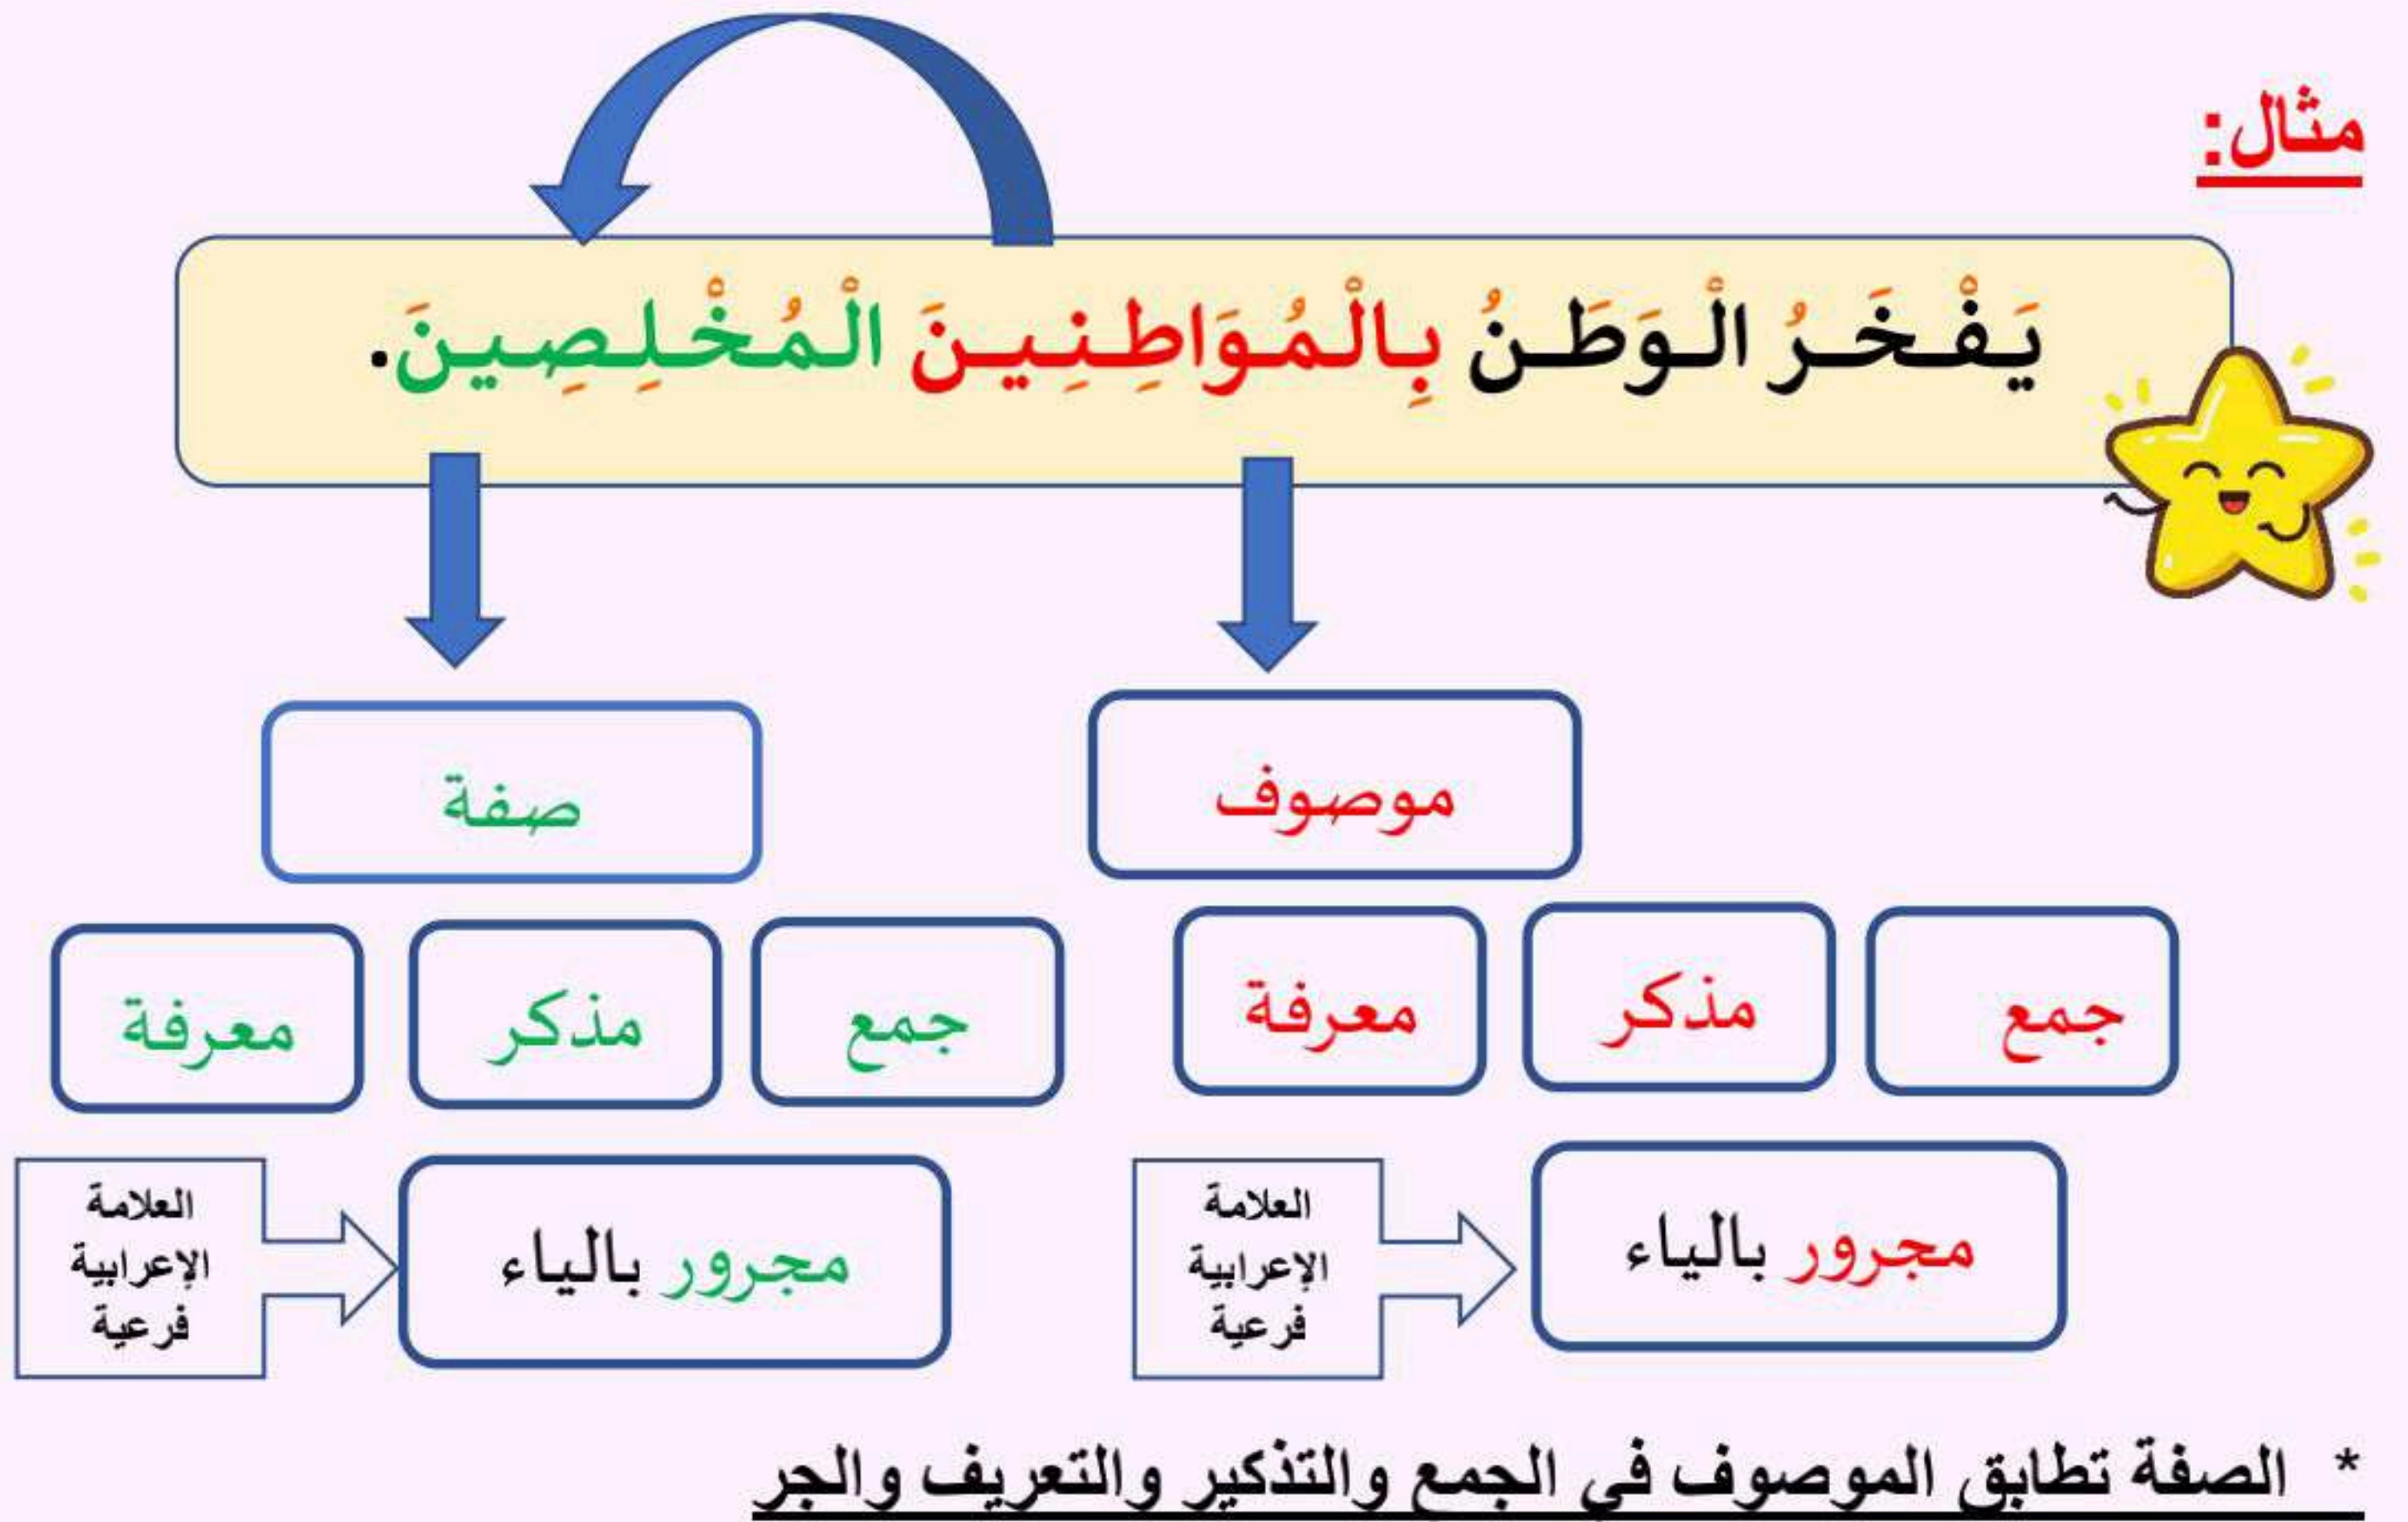 مثال:
يَفْخَرُ الْوَطَنُ بِالْمُوَاطِنِينَ الْمُخْلِصِينَ.
موصوف
صفة
جمع
مذكر
معرفة
جمع
مذكر
معرفة
مجرور بالياء
العلامة
الإعرابية
فرعية
مجرور بالياء
العلامة
الإعرابية
فرعية
* الصفة تطابق الموصوف في الجمع والتذكير والتعريف والجر